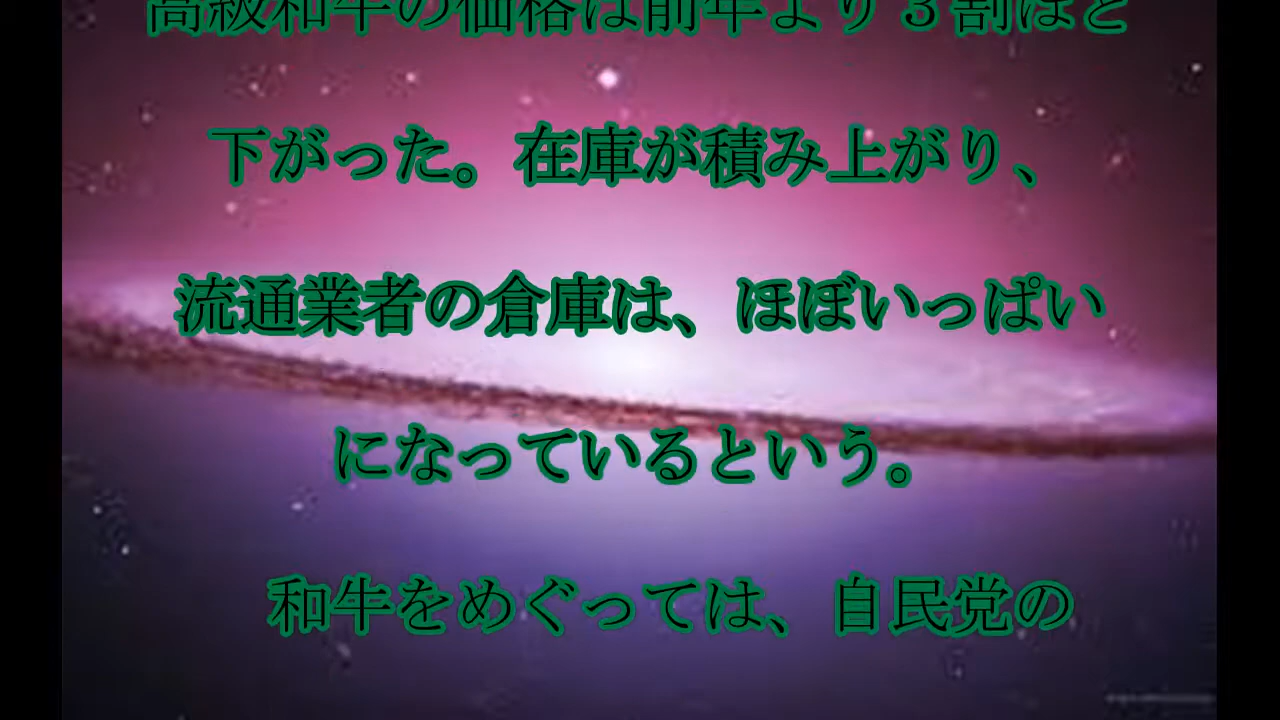 高級和牛の価格は前年より３割ほど
下がった。在庫が積み上がり、
流通業者の倉庫は、ほぼいっぱい
になっているという。
和牛をめぐっては、自民党の